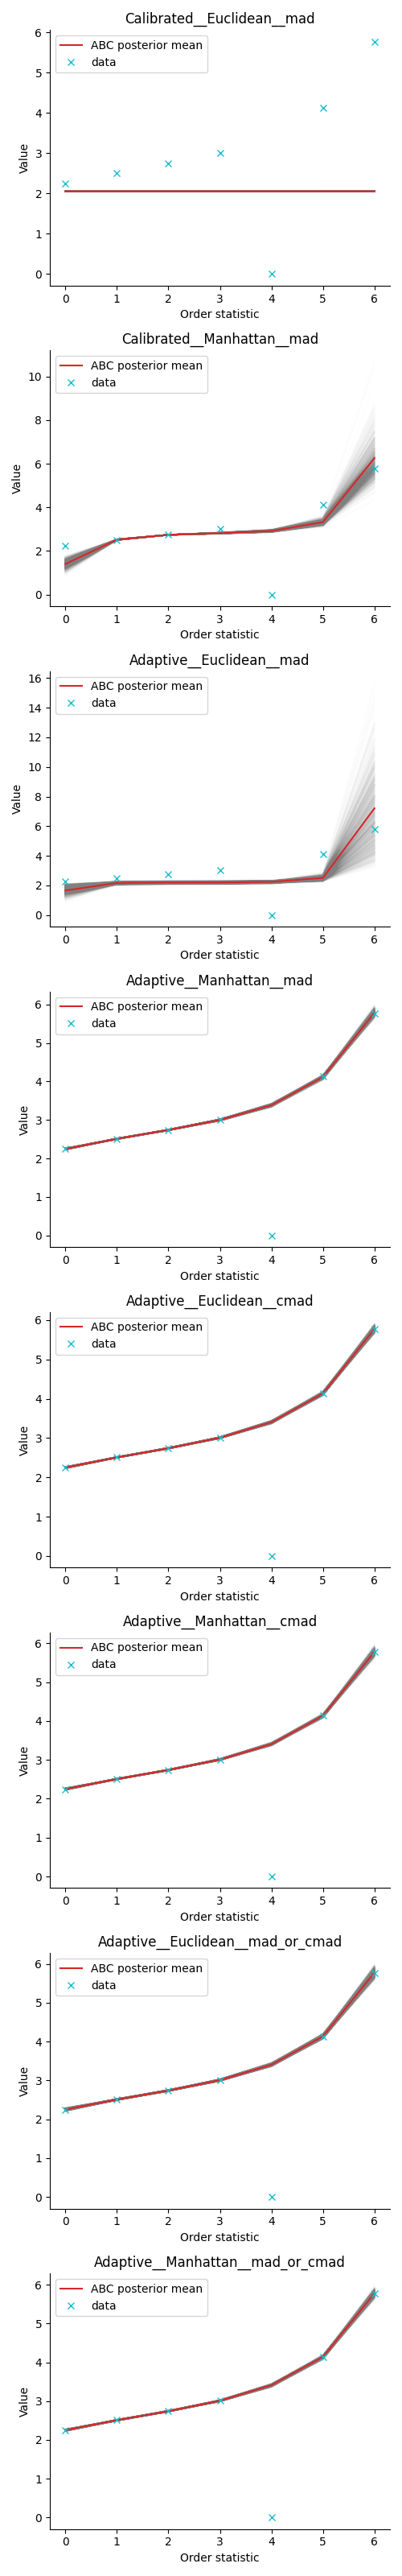 Calibrated__Euclidean__mad
ABC posterior mean
data
6
5
4
3
2
1
0
Value
0 1 2 3 4 5 6
Order statistic
Calibrated__Manhattan__mad
ABC posterior mean
data
10
8
6
4
2
0
Value
0 1 2 3 4 5 6
Order statistic
Adaptive__Euclidean__mad
ABC posterior mean
data
16
14
12
10
8
6
4
2
0
Value
0 1 2 3 4 5 6
Order statistic
Adaptive__Manhattan__mad
ABC posterior mean
data
6
5
4
3
2
1
0
Value
0 1 2 3 4 5 6
Order statistic
Adaptive__Euclidean__cmad
ABC posterior mean
data
6
5
4
3
2
1
0
Value
0 1 2 3 4 5 6
Order statistic
Adaptive__Manhattan__cmad
ABC posterior mean
data
6
5
4
3
2
1
0
Value
0 1 2 3 4 5 6
Order statistic
Adaptive__Euclidean__mad_or_cmad
ABC posterior mean
data
6
5
4
3
2
1
0
Value
0 1 2 3 4 5 6
Order statistic
Adaptive__Manhattan__mad_or_cmad
ABC posterior mean
data
6
5
4
3
2
1
0
Value
0 1 2 3 4 5 6
Order statistic